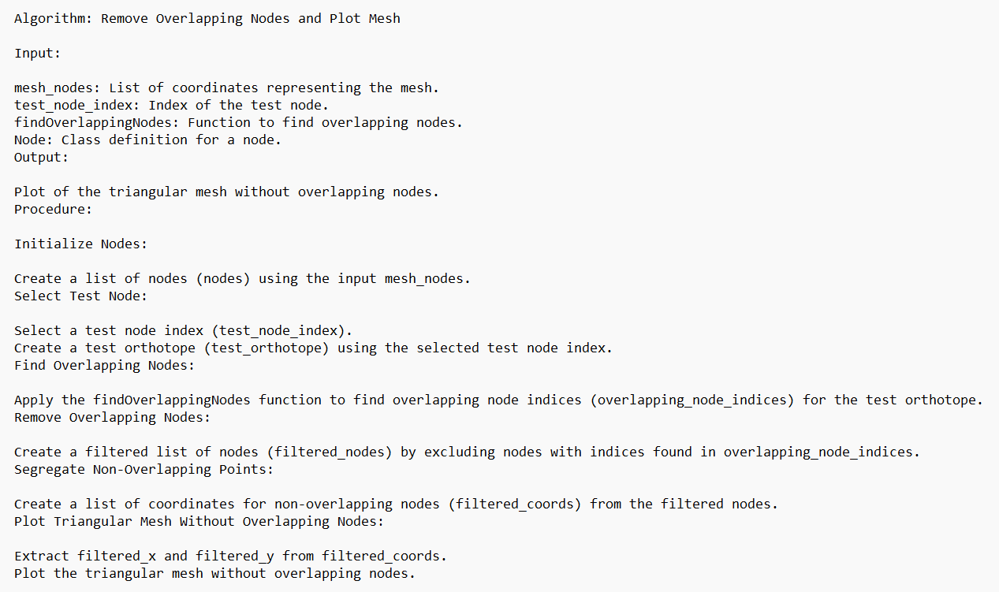 Algorithm: Remove Overlapping Nodes and Plot Mesh
Input:
mesh_nodes: List of coordinates representing the mesh.
test_node_index: Index of the test node.
findOverlappingNodes: Function to find overlapping nodes.
Node: Class definition for a node.
Output:
Plot of the triangular mesh without overlapping nodes.
Procedure:
Initialize Nodes:
Create a list of nodes (nodes) using the input mesh_nodes.
Select Test Node:
Select a test node index (test_node_index).
Create a test orthotope (test_orthotope) using the selected test node index.
Find Overlapping Nodes:
Apply the findOverlappingNodes function to find overlapping node indices (overlapping_node_indices) for the test orthotope.
Remove Overlapping Nodes:
Create a filtered list of nodes (filtered_nodes) by excluding nodes with indices found in overlapping_node_indices.
Segregate Non-Overlapping Points:
Create a list of coordinates for non-overlapping nodes (filtered_coords) from the filtered nodes.
Plot Triangular Mesh Without Overlapping Nodes:
Extract filtered_x and filtered_y from filtered_coords.
Plot the triangular mesh without overlapping nodes.